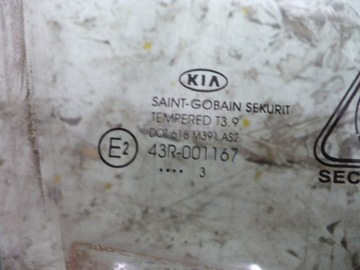 KIA
SAINT-GOBAIN SEKURIT
TEMPERED T3.9
DOT 618 M391 AS2
E2 43R-001167
.... 3
SEC